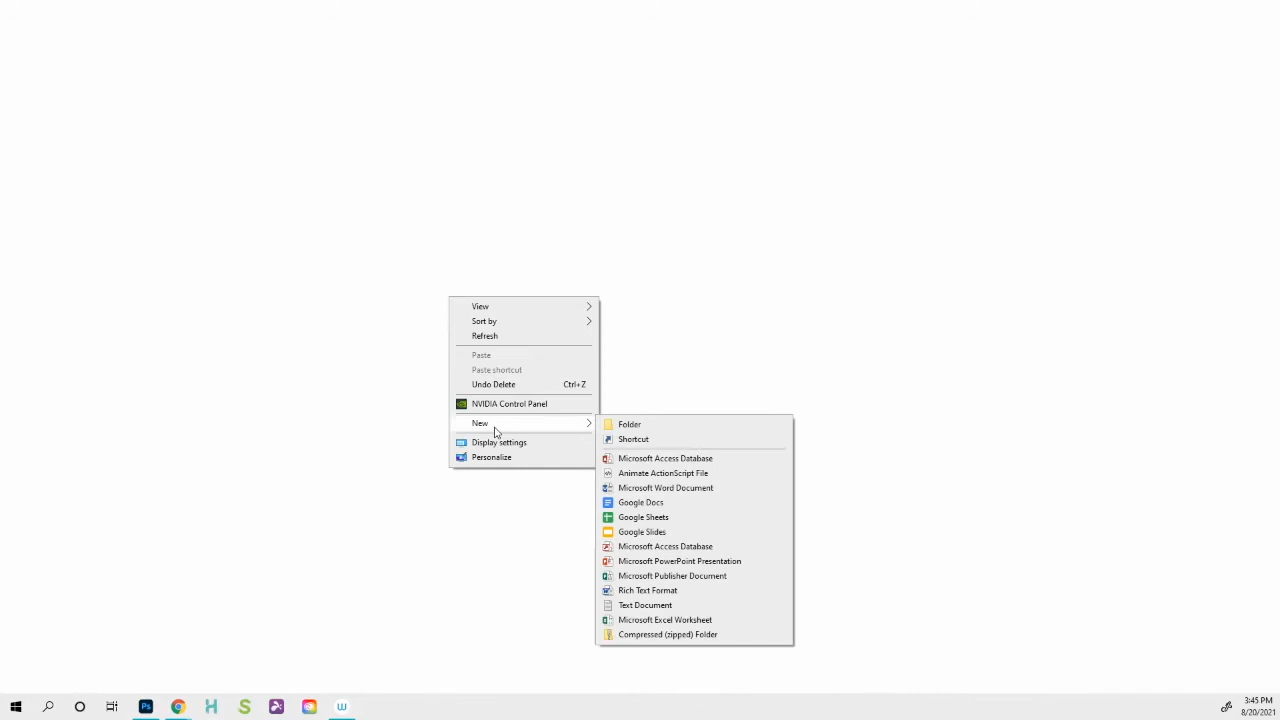 View
Sort by
Refresh
Paste
Paste shortcut
Undo Delete Ctrl+Z
NVIDIA Control Panel
New
Display settings
Personalize
Folder
Shortcut
Microsoft Access Database
Animate ActionScript File
Microsoft Word Document
Google Docs
Google Sheets
Google Slides
Microsoft Access Database
Microsoft PowerPoint Presentation
Microsoft Publisher Document
Rich Text Format
Text Document
Microsoft Excel Worksheet
Compressed (zipped) Folder
Ps H S W
3:45 PM
8/20/2021